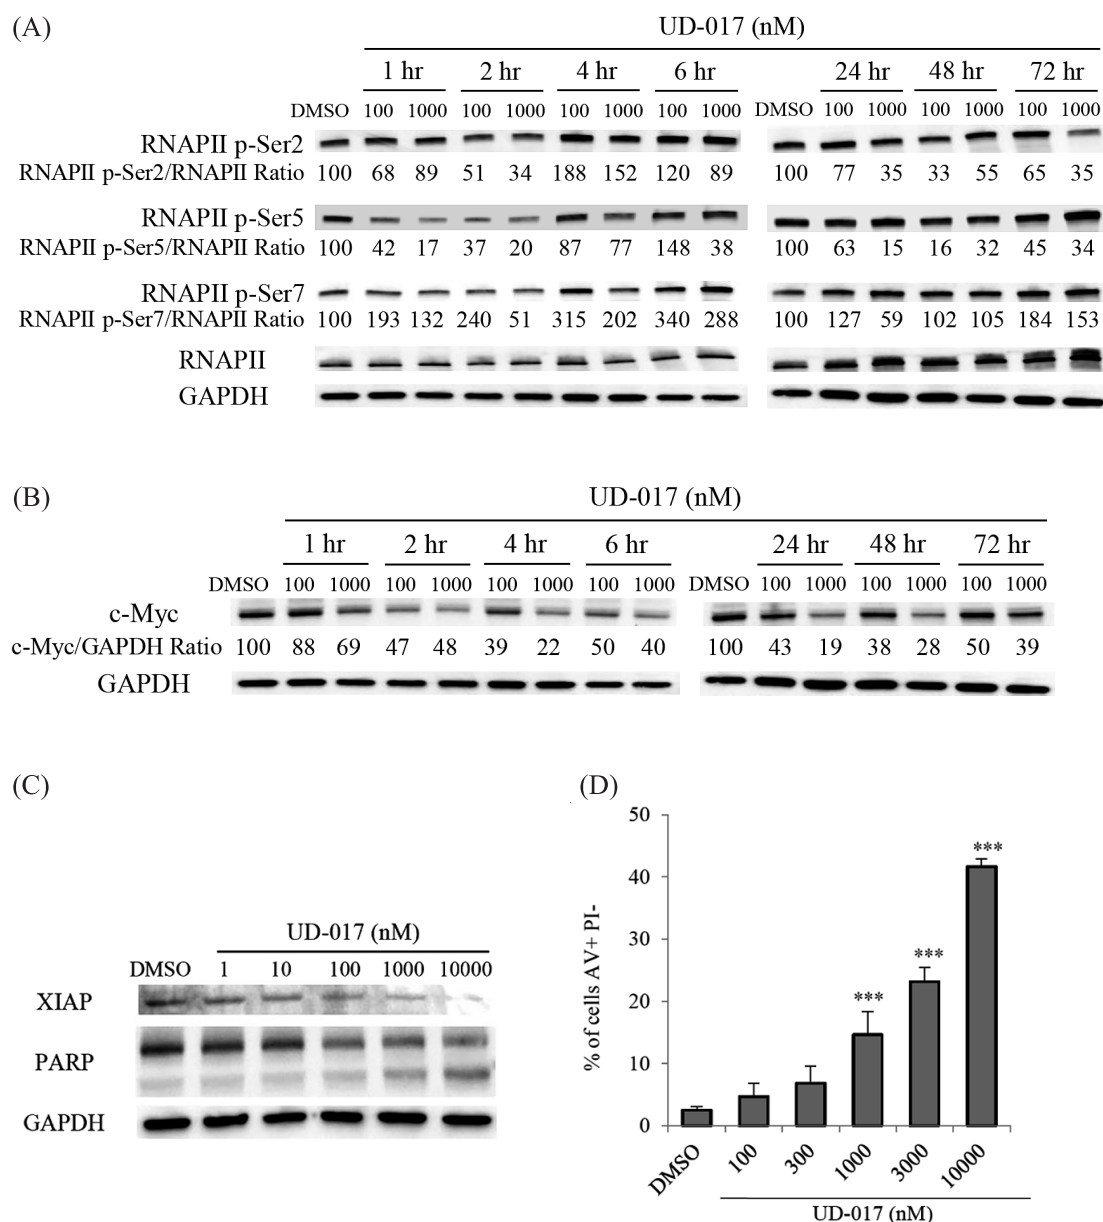 (A)
UD-017 (nM)
1 hr 2 hr 4 hr 6 hr 24 hr 48 hr 72 hr
DMSO 100 1000 100 1000 100 1000 100 1000 DMSO 100 1000 100 1000 100 1000
RNAPII p-Ser2
RNAPII p-Ser2/RNAPII Ratio 100 68 89 51 34 188 152 120 89 100 77 35 33 55 65 35
RNAPII p-Ser5
RNAPII p-Ser5/RNAPII Ratio 100 42 17 37 20 87 77 148 38 100 63 15 16 32 45 34
RNAPII p-Ser7
RNAPII p-Ser7/RNAPII Ratio 100 193 132 240 51 315 202 340 288 100 127 59 102 105 184 153
RNAPII
GAPDH
(B)
UD-017 (nM)
1 hr 2 hr 4 hr 6 hr 24 hr 48 hr 72 hr
DMSO 100 1000 100 1000 100 1000 100 1000 DMSO 100 1000 100 1000 100 1000
c-Myc
c-Myc/GAPDH Ratio 100 88 69 47 48 39 22 50 40 100 43 19 38 28 50 39
GAPDH
(C)
UD-017 (nM)
DMSO 1 10 100 1000 10000
XIAP
PARP
GAPDH
(D)
% of cells AV+ PI-
50
40
30
20
10
0
***
***
***
DMSO 100 300 1000 3000 10000
UD-017 (nM)